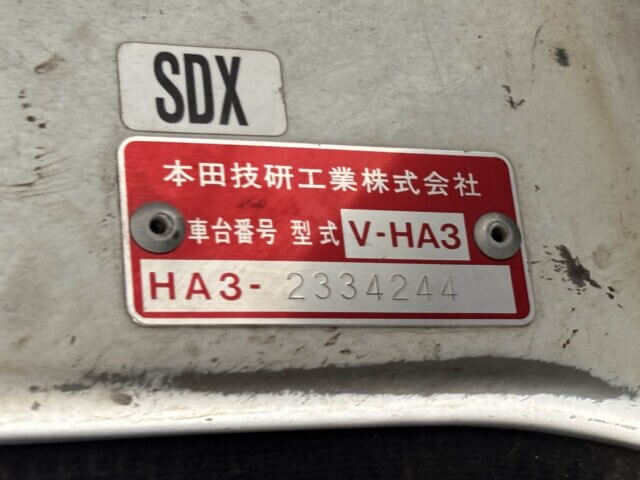 SDX
本田技研工業株式会社
車台番号 型式 V-HA3
HA3- 2334244